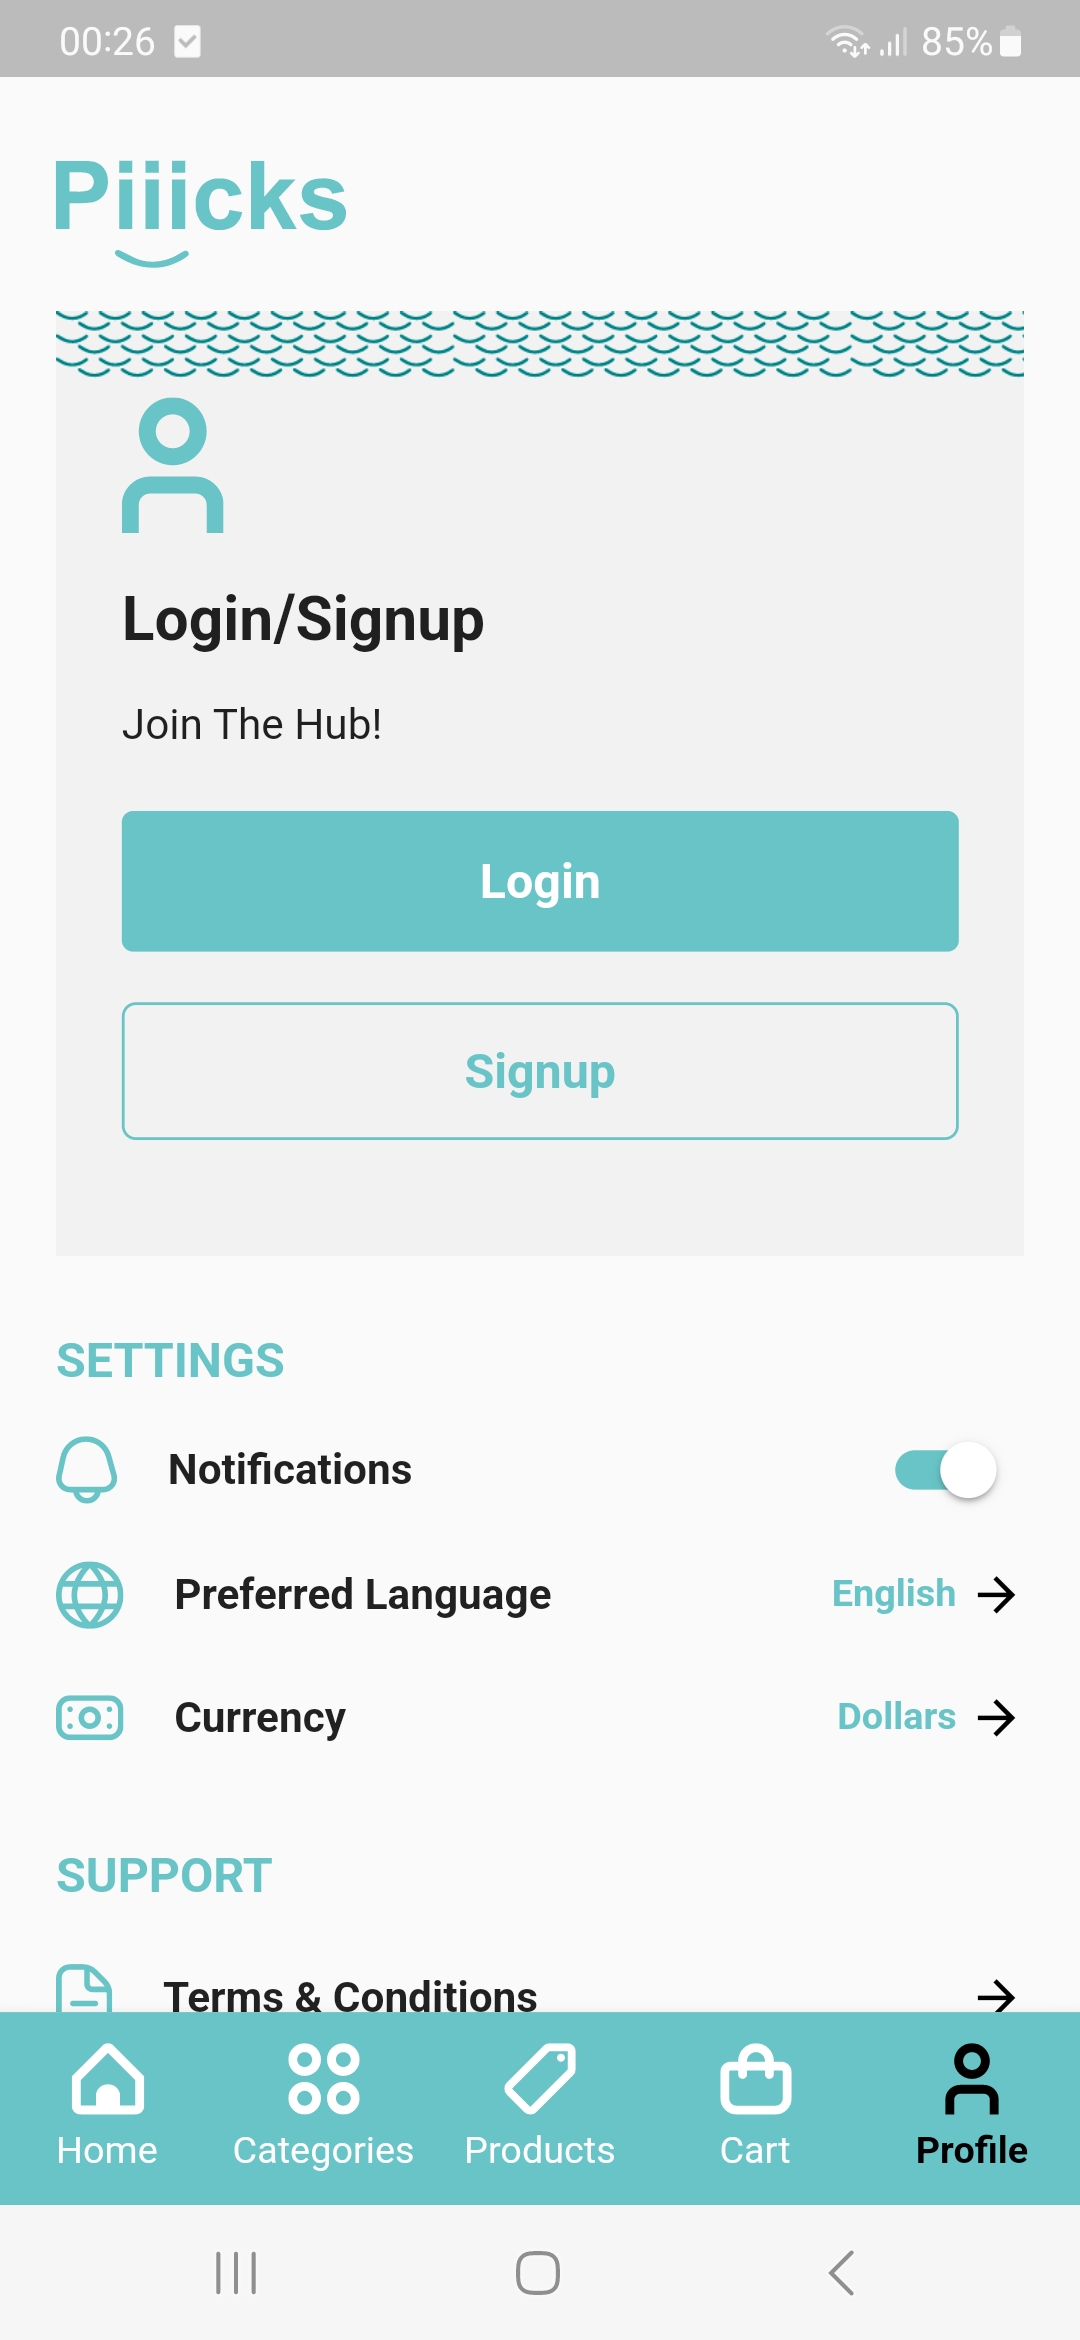 00:26 85%
Piiicks
Login/Signup
Join The Hub!
Login
Signup
SETTINGS
Notifications
Preferred Language English
Currency Dollars
SUPPORT
Terms & Conditions
Home Categories Products Cart Profile